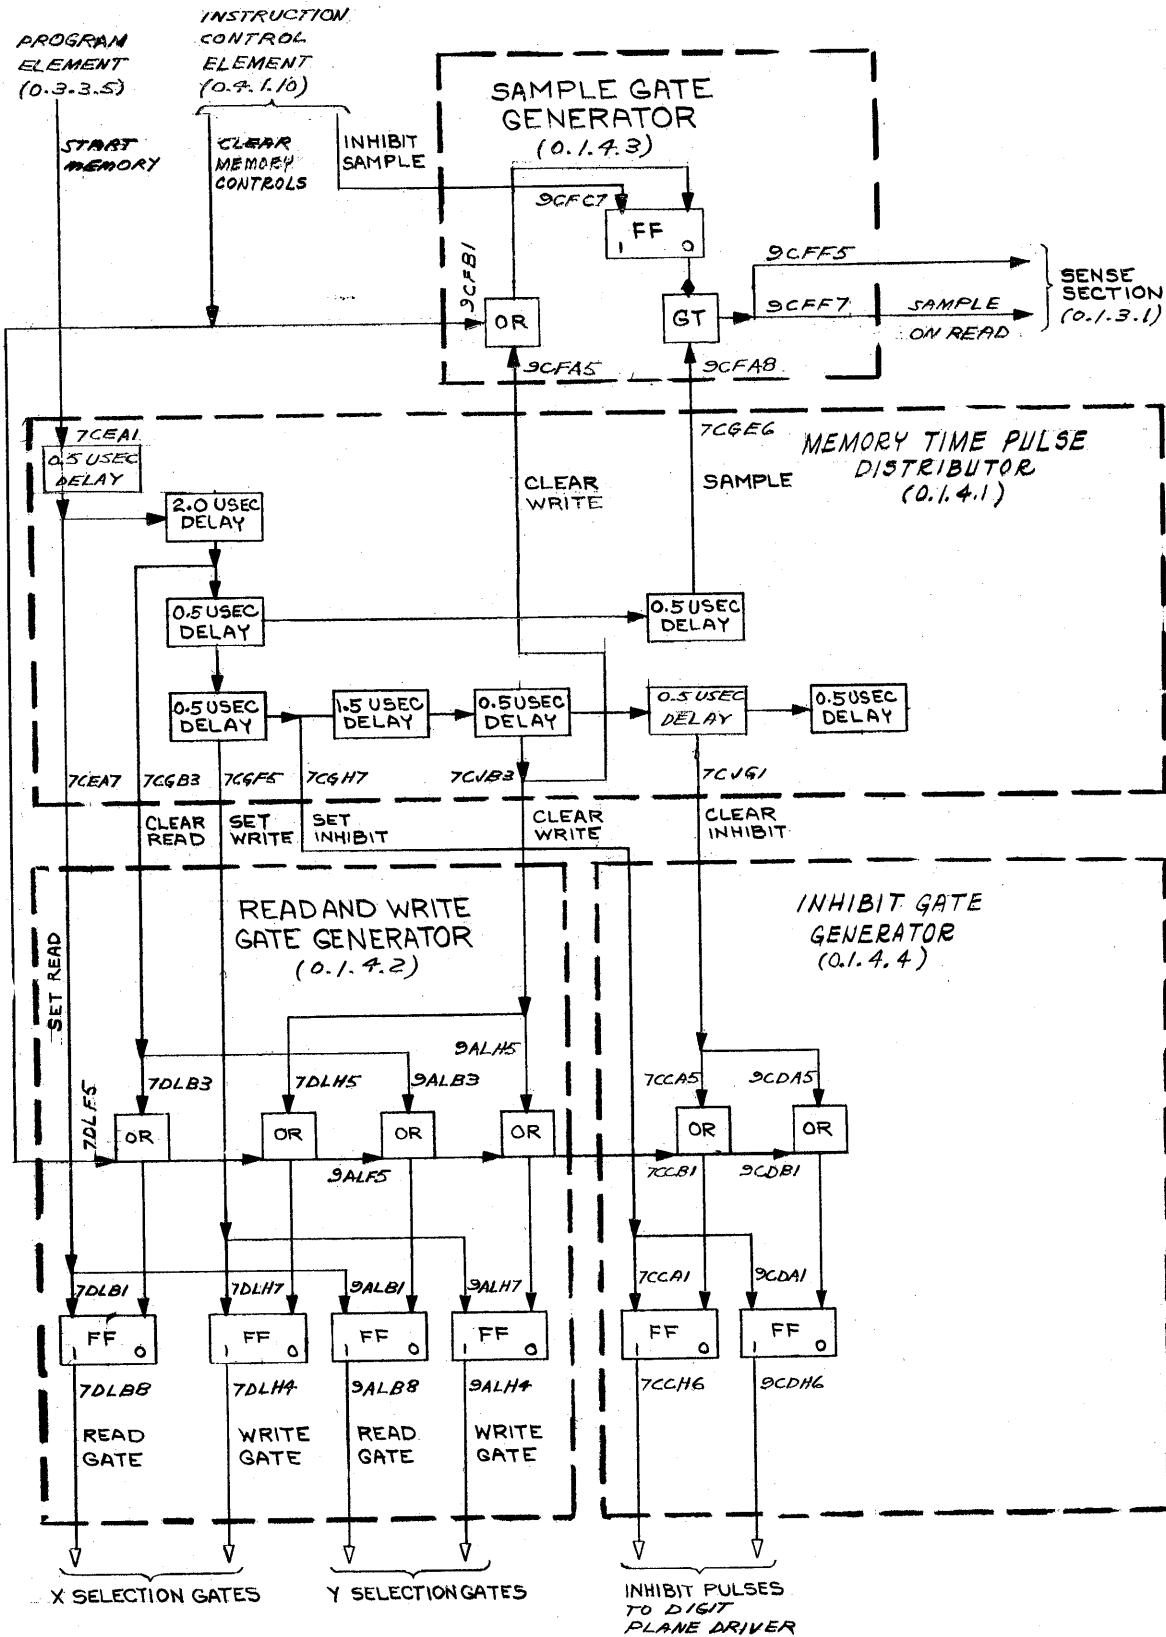 INSTRUCTION
CONTROL
ELEMENT
(0.4.1.10)
PROGRAM
ELEMENT
(0.3.3.5)
START
MEMORY
CLEAR
MEMORY
CONTROLS
INHIBIT
SAMPLE
SAMPLE GATE
GENERATOR
(0.1.4.3)
9CFC7
FF
1 0
9CFB1
OR
GT
9CFF5
9CFF7
SAMPLE
ON READ
SENSE
SECTION
(0.1.3.1)
9CFA5
9CFA8
7CEA1
0.5 USEC
DELAY
7CGE6
MEMORY TIME PULSE
DISTRIBUTOR
(0.1.4.1)
CLEAR
WRITE
SAMPLE
2.0 USEC
DELAY
0.5 USEC
DELAY
0.5 USEC
DELAY
0.5 USEC
DELAY
1.5 USEC
DELAY
0.5 USEC
DELAY
0.5 USEC
DELAY
0.5 USEC
DELAY
7CEA7
7CGB3
7CGF5
7CGH7
7CJB3
7CJG1
CLEAR
READ
SET
WRITE
SET
INHIBIT
CLEAR
WRITE
CLEAR
INHIBIT
READ AND WRITE
GATE GENERATOR
(0.1.4.2)
INHIBIT GATE
GENERATOR
(0.1.4.4)
SET READ
7DLF5
7DLB3
7DLH5
9ALB3
9ALH5
7CCA5
9CDA5
OR
OR
OR
OR
OR
OR
9ALF5
7CCB1
9CDB1
7DLB1
7DLH7
9ALB1
9ALH7
7CCA1
9CDA1
FF
1 0
FF
1 0
FF
1 0
FF
1 0
FF
1 0
FF
1 0
7DLB8
7DLH4
9ALB8
9ALH4
7CCH6
9CDH6
READ
GATE
WRITE
GATE
READ
GATE
WRITE
GATE
X SELECTION GATES
Y SELECTION GATES
INHIBIT PULSES
TO DIGIT
PLANE DRIVER